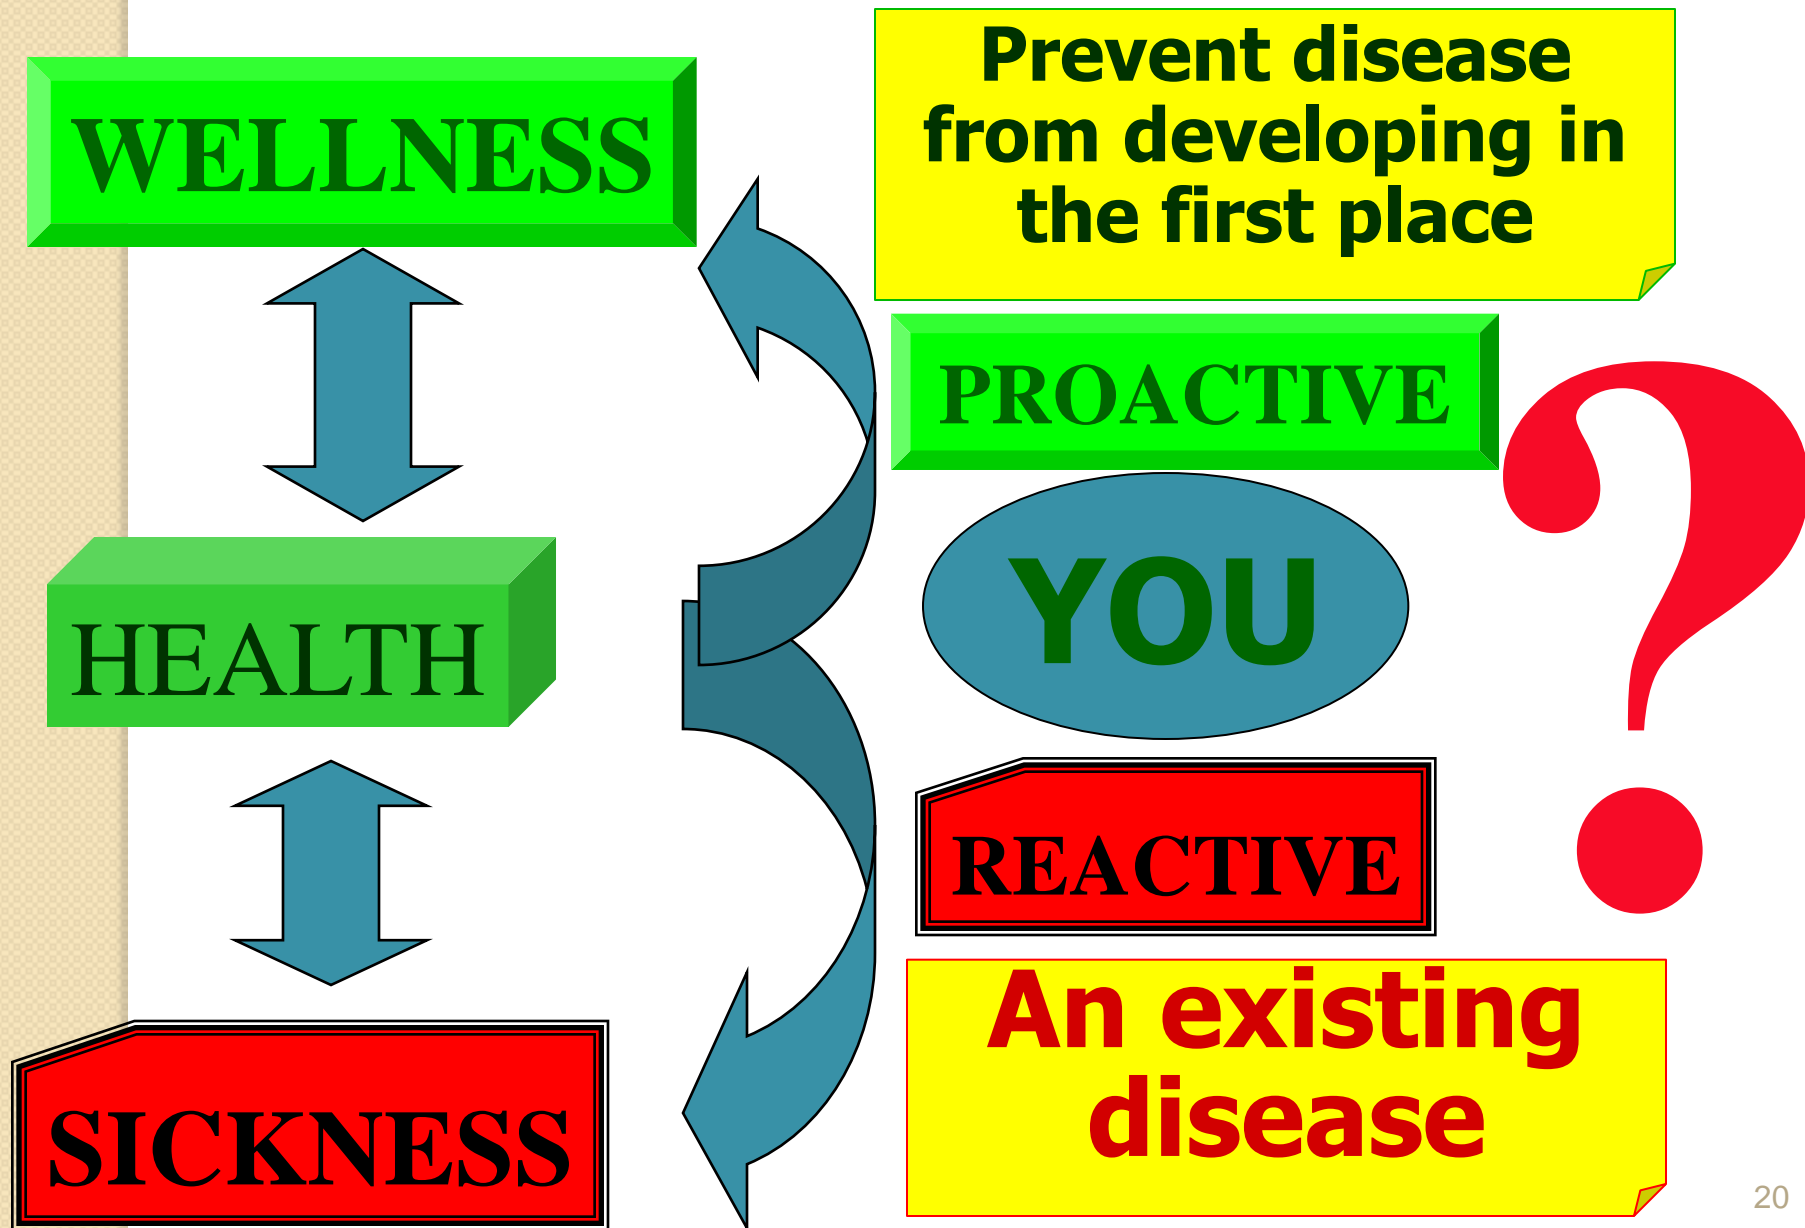 WELLNESS
Prevent disease
from developing in
the first place
PROACTIVE
?
YOU
HEALTH
REACTIVE
An existing
disease
SICKNESS
20